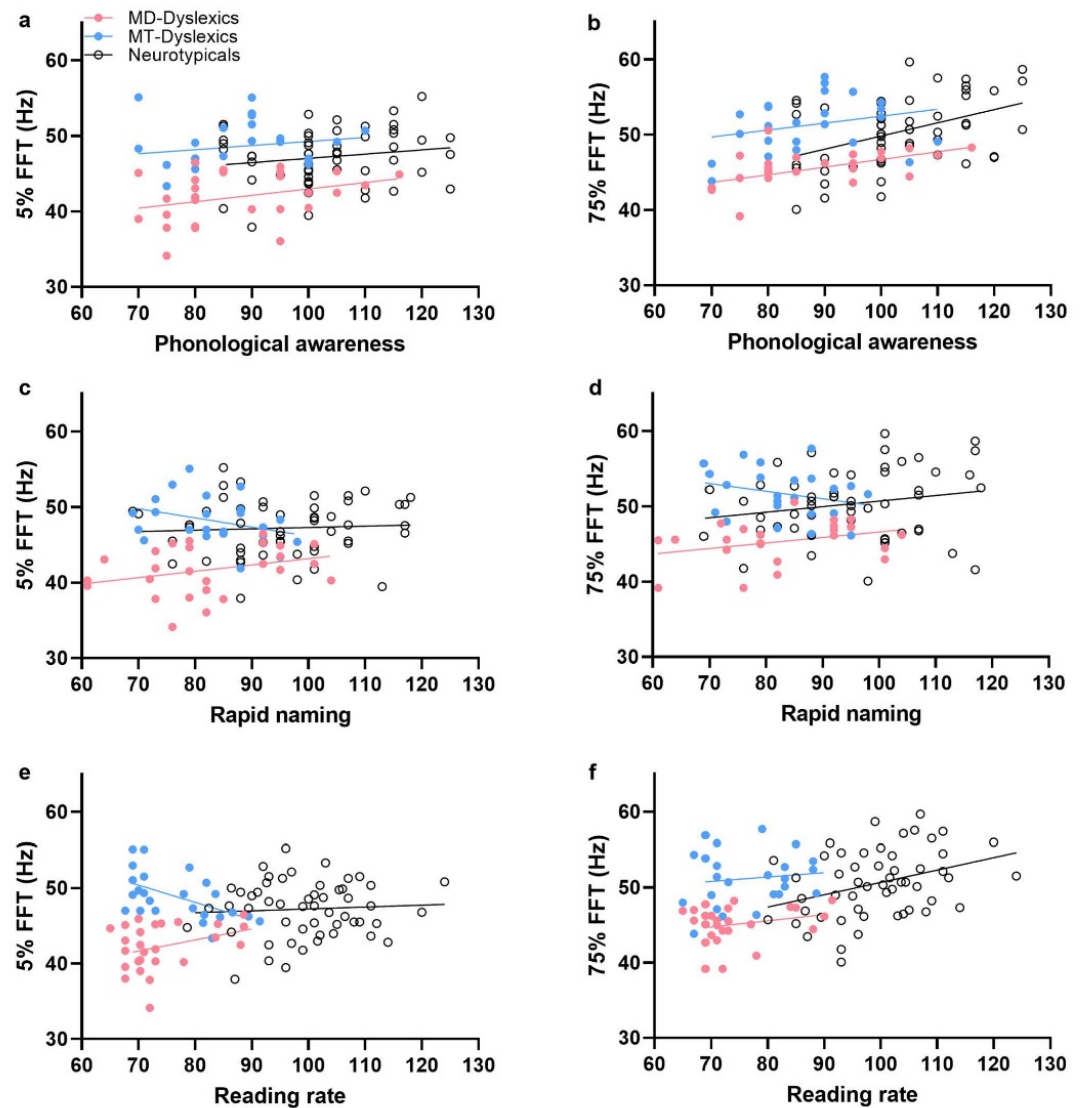 a
MD-Dyslexics
MT-Dyslexics
Neurotypicals
60
50
40
30
5% FFT (Hz)
60 70 80 90 100 110 120 130
Phonological awareness
b
60
50
40
30
75% FFT (Hz)
60 70 80 90 100 110 120 130
Phonological awareness
c
60
50
40
30
5% FFT (Hz)
60 70 80 90 100 110 120 130
Rapid naming
d
60
50
40
30
75% FFT (Hz)
60 70 80 90 100 110 120 130
Rapid naming
e
60
50
40
30
5% FFT (Hz)
60 70 80 90 100 110 120 130
Reading rate
f
60
50
40
30
75% FFT (Hz)
60 70 80 90 100 110 120 130
Reading rate